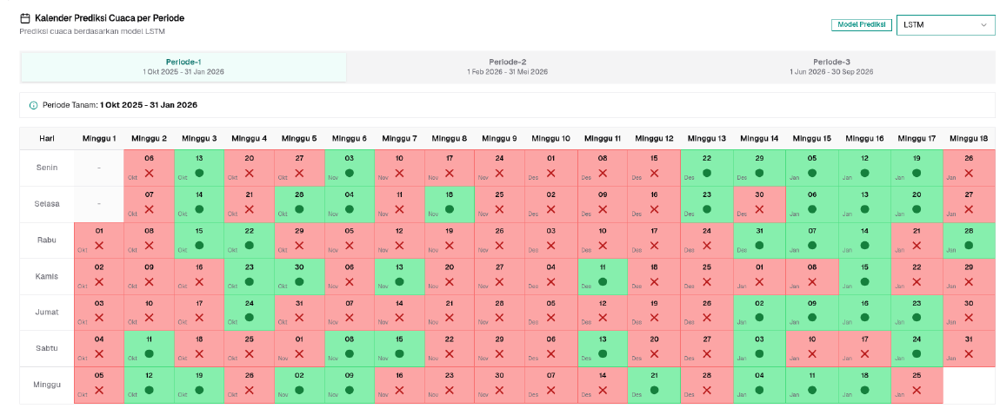 Kalender Prediksi Cuaca per Periode
Prediksi cuaca berdasarkan model LSTM
Model Prediksi LSTM
Periode-1 Periode-2 Periode-3
1 Okt 2025 - 31 Jan 2026 1 Feb 2026 - 31 Mei 2026 1 Jun 2026 - 30 Sep 2026
Periode Tanam: 1 Okt 2025 - 31 Jan 2026
Hari Minggu 1 Minggu 2 Minggu 3 Minggu 4 Minggu 5 Minggu 6 Minggu 7 Minggu 8 Minggu 9 Minggu 10 Minggu 11 Minggu 12 Minggu 13 Minggu 14 Minggu 15 Minggu 16 Minggu 17 Minggu 18
06 13 20 27 03 10 17 24 01 08 15 22 29 05 12 19 26
Senin -
Okt Okt Okt Okt Nov Nov Nov Nov Des Des Des Des Des Jan Jan Jan Jan
07 14 21 28 04 11 18 25 02 09 16 23 30 06 13 20 27
Selasa -
Okt Okt Okt Okt Nov Nov Nov Nov Des Des Des Des Des Jan Jan Jan Jan
01 08 15 22 29 05 12 19 26 03 10 17 24 31 07 14 21 28
Rabu
Okt Okt Okt Okt Okt Nov Nov Nov Nov Des Des Des Des Des Jan Jan Jan Jan
02 09 16 23 30 06 13 20 27 04 11 18 25 01 08 15 22 29
Kamis
Okt Okt Okt Okt Okt Nov Nov Nov Nov Des Des Des Des Jan Jan Jan Jan Jan
03 10 17 24 31 07 14 21 28 05 12 19 26 02 09 16 23 30
Jumat
Okt Okt Okt Okt Okt Nov Nov Nov Nov Des Des Des Des Jan Jan Jan Jan Jan
04 11 18 25 01 08 15 22 29 06 13 20 27 03 10 17 24 31
Sabtu
Okt Okt Okt Okt Nov Nov Nov Nov Nov Des Des Des Des Jan Jan Jan Jan Jan
05 12 19 26 02 09 16 23 30 07 14 21 28 04 11 18 25
Minggu
Okt Okt Okt Okt Nov Nov Nov Nov Nov Des Des Des Des Jan Jan Jan Jan